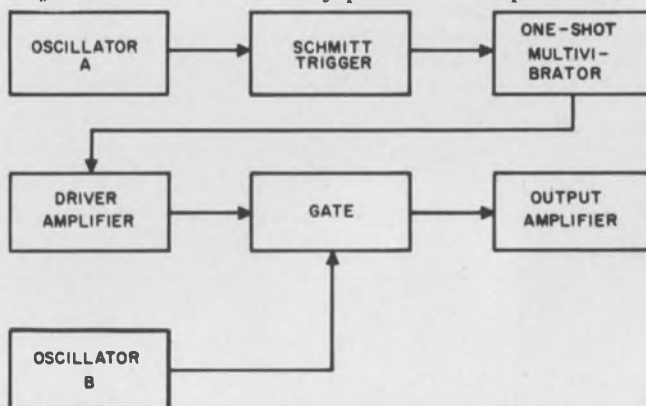 OSCILLATOR
A
SCHMITT
TRIGGER
ONE-SHOT
MULTIVI-
BRATOR
DRIVER
AMPLIFIER
GATE
OUTPUT
AMPLIFIER
OSCILLATOR
B